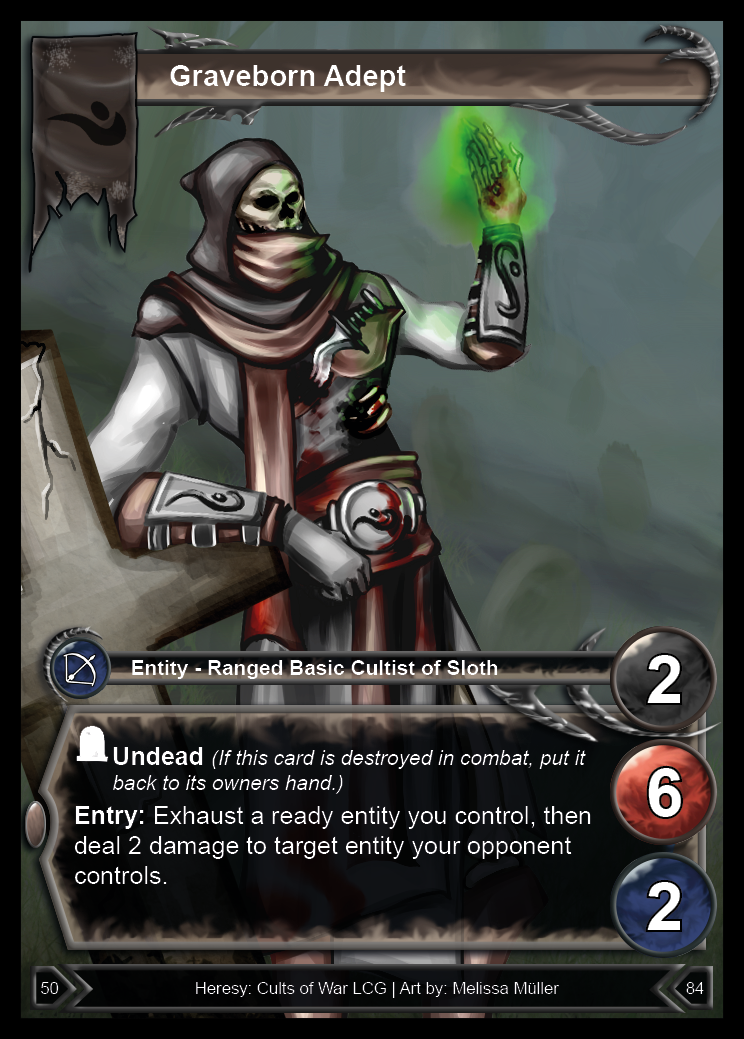 Graveborn Adept
Entity - Ranged Basic Cultist of Sloth
2
Undead (If this card is destroyed in combat, put it
back to its owners hand.)
6
Entry: Exhaust a ready entity you control, then
deal 2 damage to target entity your opponent
controls.
2
50
Heresy: Cults of War LCG | Art by: Melissa Müller
84